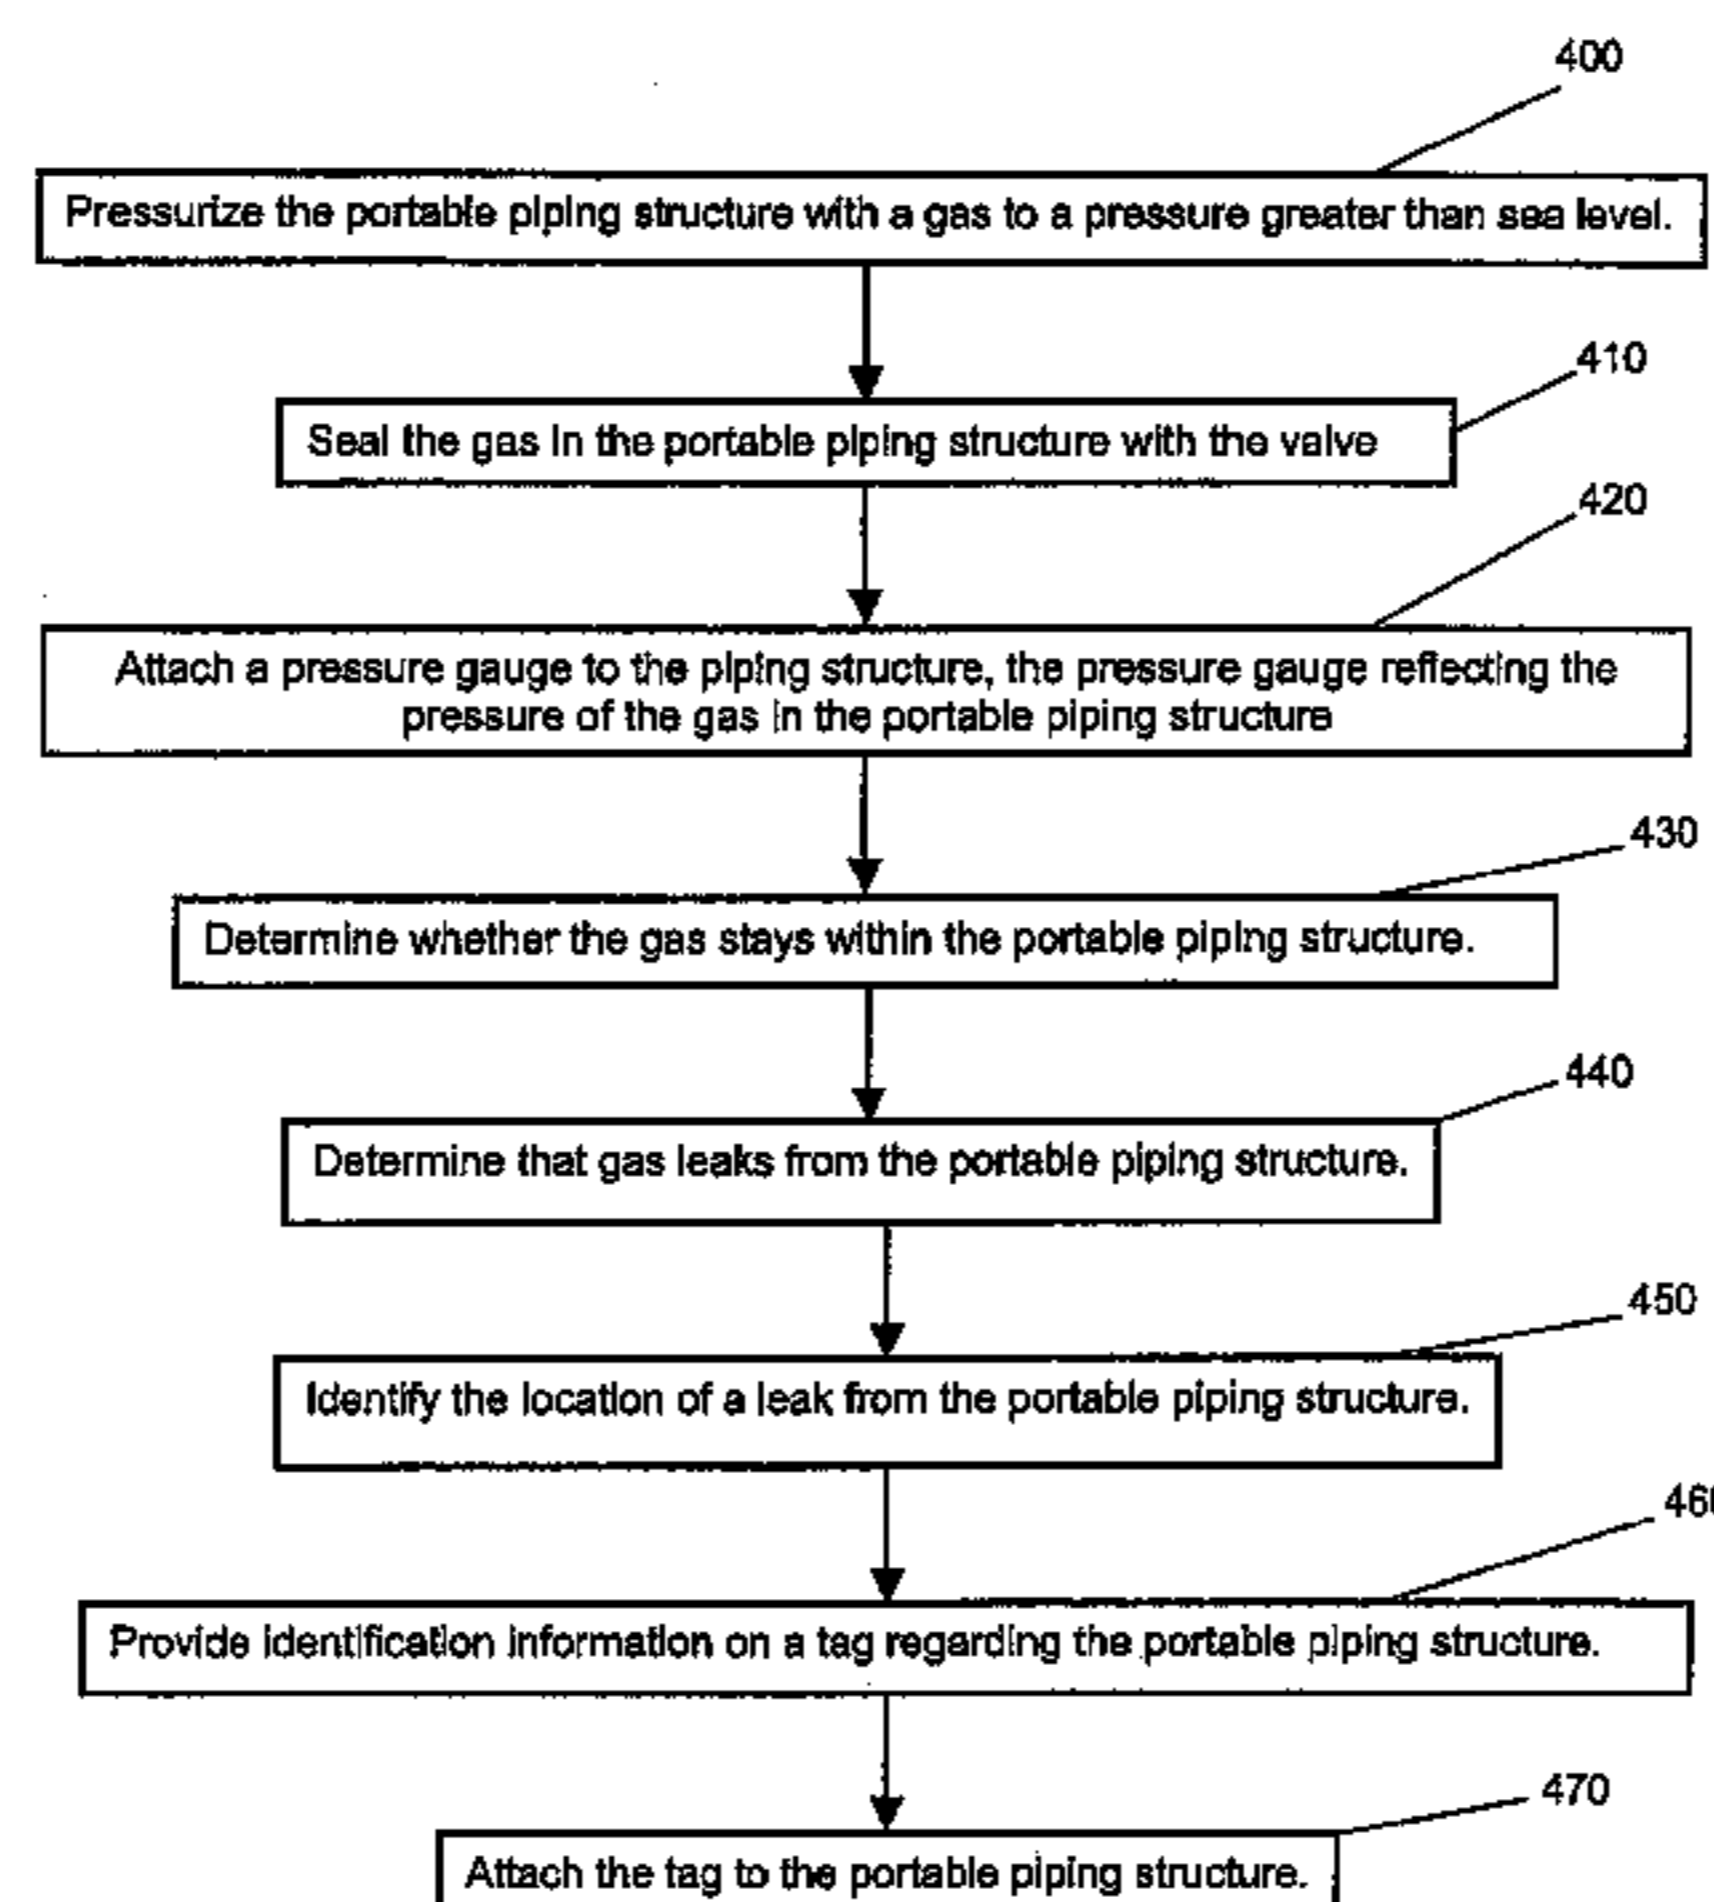 400
Pressurize the portable piping structure with a gas to a pressure greater than sea level.
410
Seal the gas in the portable piping structure with the valve
420
Attach a pressure gauge to the piping structure, the pressure gauge reflecting the
pressure of the gas in the portable piping structure
430
Determine whether the gas stays within the portable piping structure.
440
Determine that gas leaks from the portable piping structure.
450
Identify the location of a leak from the portable piping structure.
460
Provide identification information on a tag regarding the portable piping structure.
470
Attach the tag to the portable piping structure.